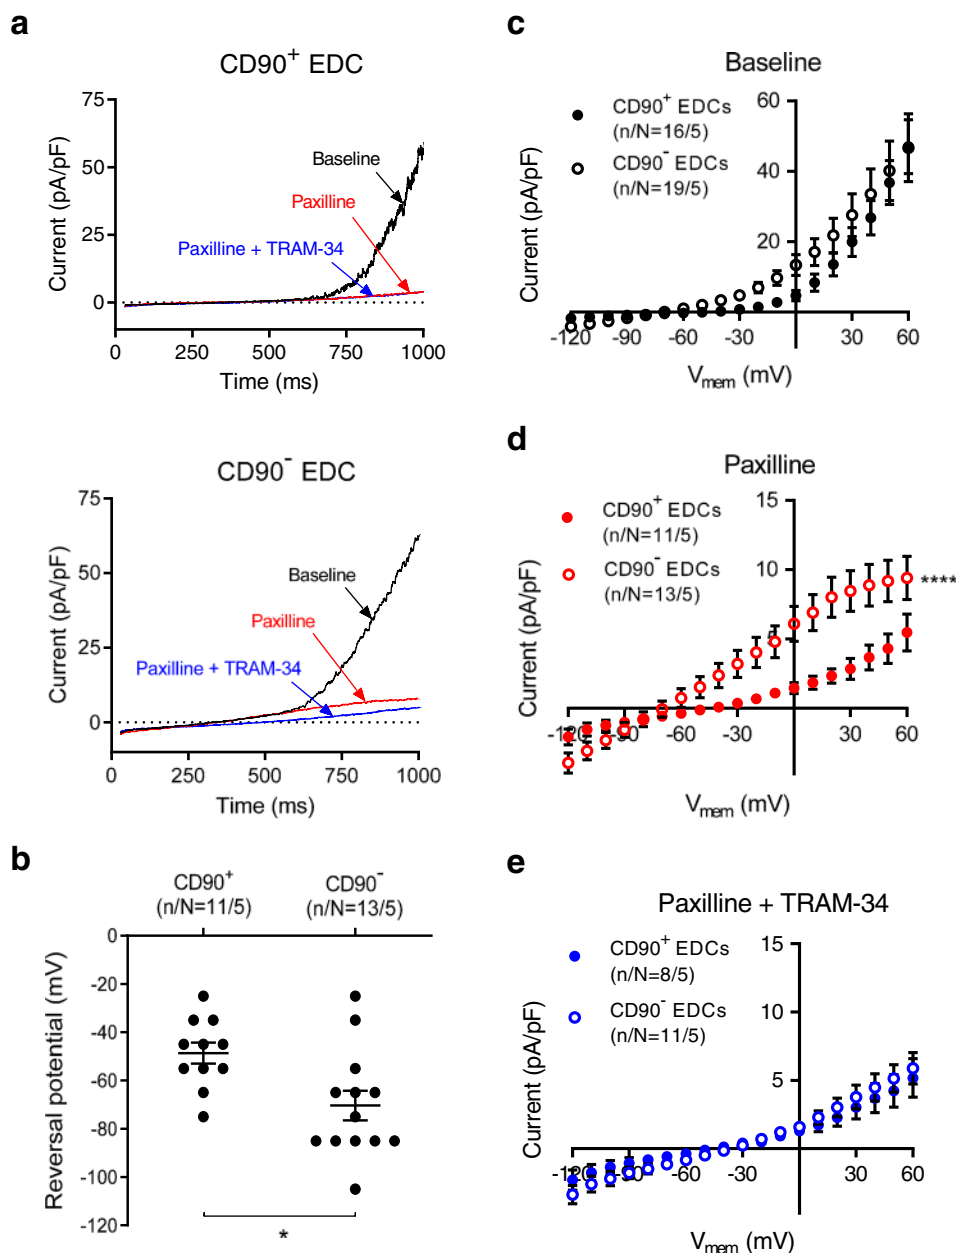 a
CD90⁺ EDC
Current (pA/pF)
75
50
25
0
Baseline
Paxilline
Paxilline + TRAM-34
0 250 500 750 1000
Time (ms)
CD90⁻ EDC
Current (pA/pF)
75
50
25
0
Baseline
Paxilline
Paxilline + TRAM-34
0 250 500 750 1000
Time (ms)
b
CD90⁺ CD90⁻
(n/N=11/5) (n/N=13/5)
Reversal potential (mV)
0
-20
-40
-60
-80
-100
-120
*
c
Baseline
CD90⁺ EDCs
(n/N=16/5)
CD90⁻ EDCs
(n/N=19/5)
Current (pA/pF)
60
40
20
-120 -90 -60 -30 30 60
Vmem (mV)
d
Paxilline
CD90⁺ EDCs
(n/N=11/5)
CD90⁻ EDCs
(n/N=13/5)
Current (pA/pF)
15
10
5
****
-120 -90 -60 -30 30 60
Vmem (mV)
e
Paxilline + TRAM-34
CD90⁺ EDCs
(n/N=8/5)
CD90⁻ EDCs
(n/N=11/5)
Current (pA/pF)
15
10
5
-120 -90 -60 -30 30 60
Vmem (mV)